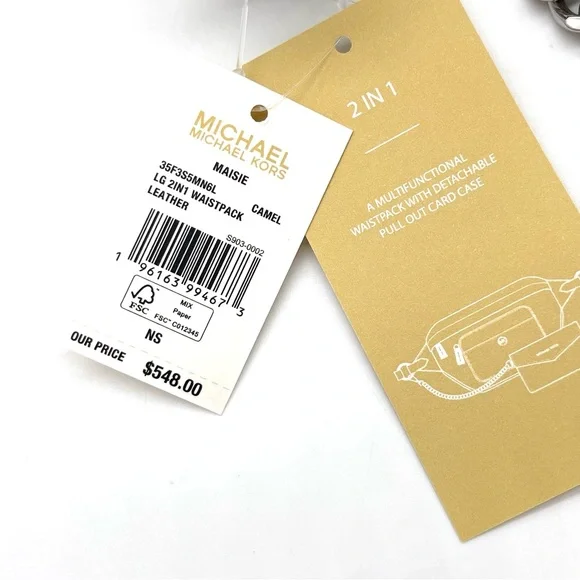 MICHAEL
MICHAEL KORS
MAISIE
35F3S5MN6L
LG 2IN1 WAISTPACK CAMEL
LEATHER
S903-0002
1 96163 99467 3
FSC
MIX
Paper
FSC™ C012345
NS
OUR PRICE $548.00
2 IN 1
A MULTIFUNCTIONAL
WAISTPACK WITH DETACHABLE
PULL OUT CARD CASE